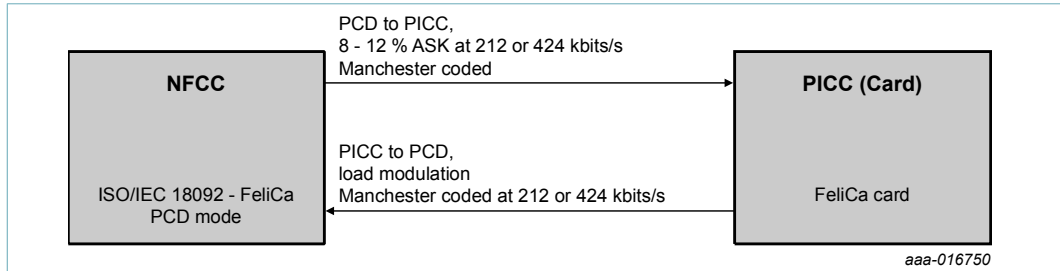 PCD to PICC,
8 - 12 % ASK at 212 or 424 kbits/s
Manchester coded
NFCC
PICC (Card)
PICC to PCD,
load modulation
Manchester coded at 212 or 424 kbits/s
ISO/IEC 18092 - FeliCa
PCD mode
FeliCa card
aaa-016750